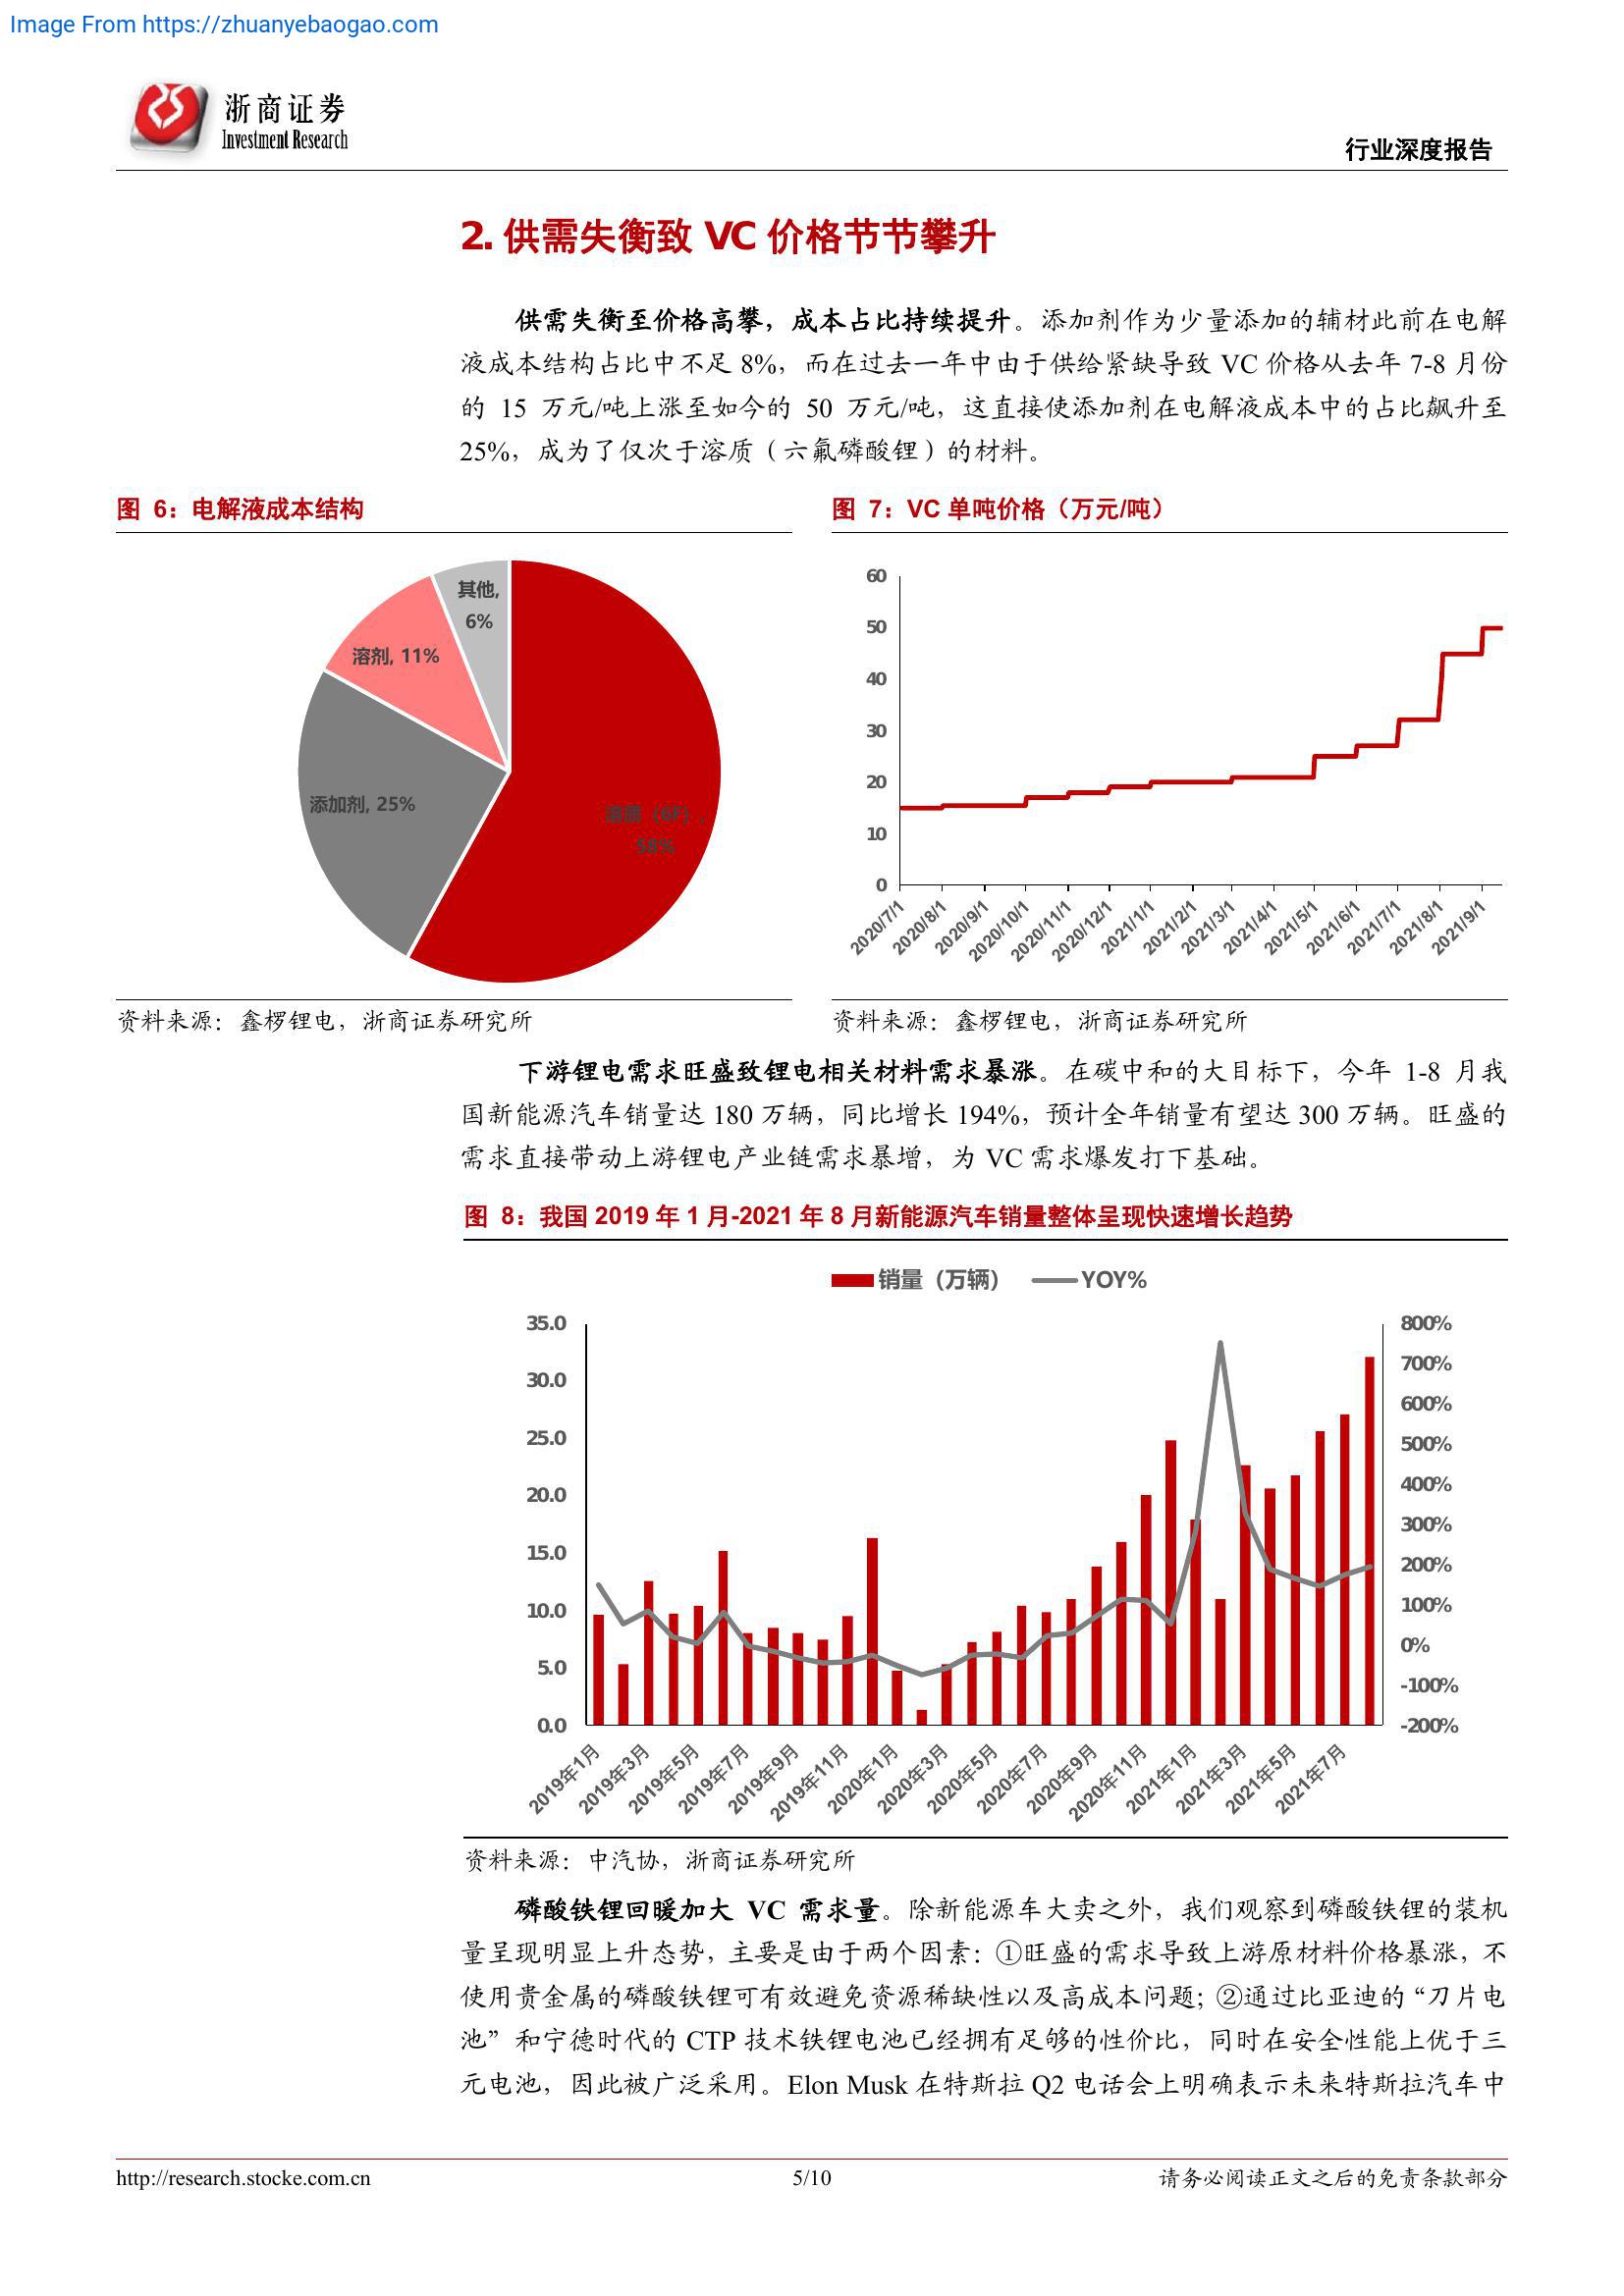 Image From https://zhuanyebaogao.com
浙商证券
Investment Research
行业深度报告
2. 供需失衡致 VC 价格节节攀升
供需失衡至价格高攀，成本占比持续提升。添加剂作为少量添加的辅材此前在电解
液成本结构占比中不足 8%，而在过去一年中由于供给紧缺导致 VC 价格从去年 7-8 月份
的 15 万元/吨上涨至如今的 50 万元/吨，这直接使添加剂在电解液成本中的占比飙升至
25%，成为了仅次于溶质（六氟磷酸锂）的材料。
图 6：电解液成本结构
其他,
6%
溶剂, 11%
添加剂, 25%
溶质（6F）,
58%
资料来源：鑫椤锂电，浙商证券研究所
图 7：VC 单吨价格（万元/吨）
60
50
40
30
20
10
0
2020/7/1
2020/8/1
2020/9/1
2020/10/1
2020/11/1
2020/12/1
2021/1/1
2021/2/1
2021/3/1
2021/4/1
2021/5/1
2021/6/1
2021/7/1
2021/8/1
2021/9/1
资料来源：鑫椤锂电，浙商证券研究所
下游锂电需求旺盛致锂电相关材料需求暴涨。在碳中和的大目标下，今年 1-8 月我
国新能源汽车销量达 180 万辆，同比增长 194%，预计全年销量有望达 300 万辆。旺盛的
需求直接带动上游锂电产业链需求暴增，为 VC 需求爆发打下基础。
图 8：我国 2019 年 1 月-2021 年 8 月新能源汽车销量整体呈现快速增长趋势
销量（万辆） YOY%
35.0
30.0
25.0
20.0
15.0
10.0
5.0
0.0
800%
700%
600%
500%
400%
300%
200%
100%
0%
-100%
-200%
2019年1月
2019年3月
2019年5月
2019年7月
2019年9月
2019年11月
2020年1月
2020年3月
2020年5月
2020年7月
2020年9月
2020年11月
2021年1月
2021年3月
2021年5月
2021年7月
资料来源：中汽协，浙商证券研究所
磷酸铁锂回暖加大 VC 需求量。除新能源车大卖之外，我们观察到磷酸铁锂的装机
量呈现明显上升态势，主要是由于两个因素：①旺盛的需求导致上游原材料价格暴涨，不
使用贵金属的磷酸铁锂可有效避免资源稀缺性以及高成本问题；②通过比亚迪的“刀片电
池”和宁德时代的 CTP 技术铁锂电池已经拥有足够的性价比，同时在安全性能上优于三
元电池，因此被广泛采用。Elon Musk 在特斯拉 Q2 电话会上明确表示未来特斯拉汽车中
http://research.stocke.com.cn
5/10
请务必阅读正文之后的免责条款部分